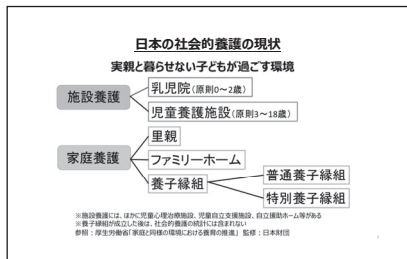 日本の社会的養護の現状
実親と暮らせない子どもが過ごす環境
施設養護
乳児院(原則0~2歳)
児童養護施設(原則3~18歳)
家庭養護
里親
ファミリーホーム
養子縁組
普通養子縁組
特別養子縁組
※施設養護には、ほかに児童心理治療施設、児童自立支援施設、自立援助ホーム等がある
※養子縁組が成立した後は、社会的養護の統計には含まれない
参照:厚生労働省「家庭と同様の環境における養育の推進」 監修:日本財団